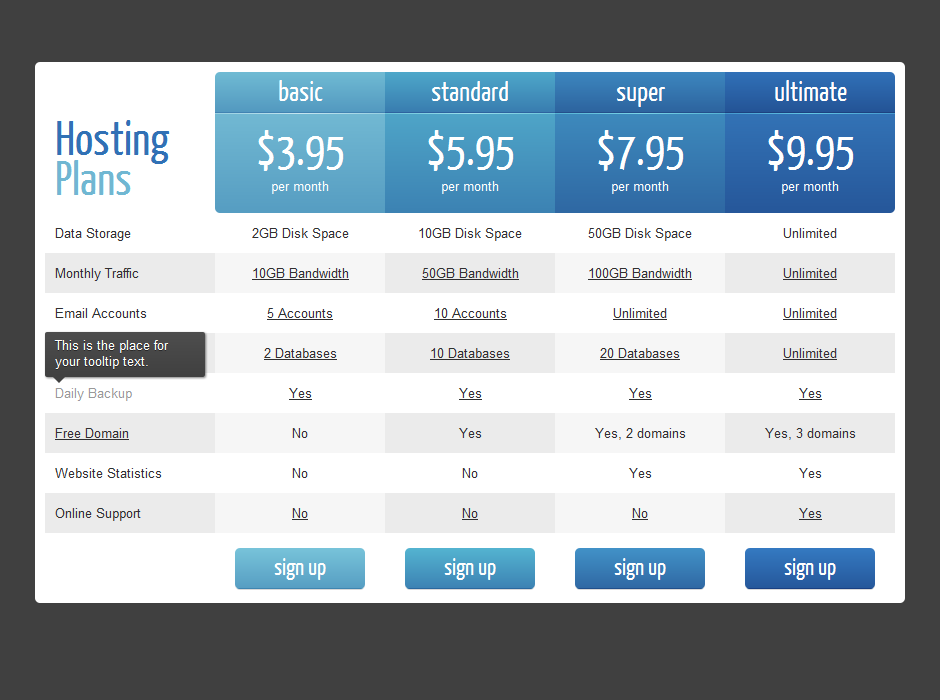 basic standard super ultimate
Hosting
Plans
$3.95 $5.95 $7.95 $9.95
per month per month per month per month
Data Storage 2GB Disk Space 10GB Disk Space 50GB Disk Space Unlimited
Monthly Traffic 10GB Bandwidth 50GB Bandwidth 100GB Bandwidth Unlimited
Email Accounts 5 Accounts 10 Accounts Unlimited Unlimited
This is the place for
your tooltip text.
2 Databases 10 Databases 20 Databases Unlimited
Daily Backup Yes Yes Yes Yes
Free Domain No Yes Yes, 2 domains Yes, 3 domains
Website Statistics No No Yes Yes
Online Support No No No Yes
sign up sign up sign up sign up